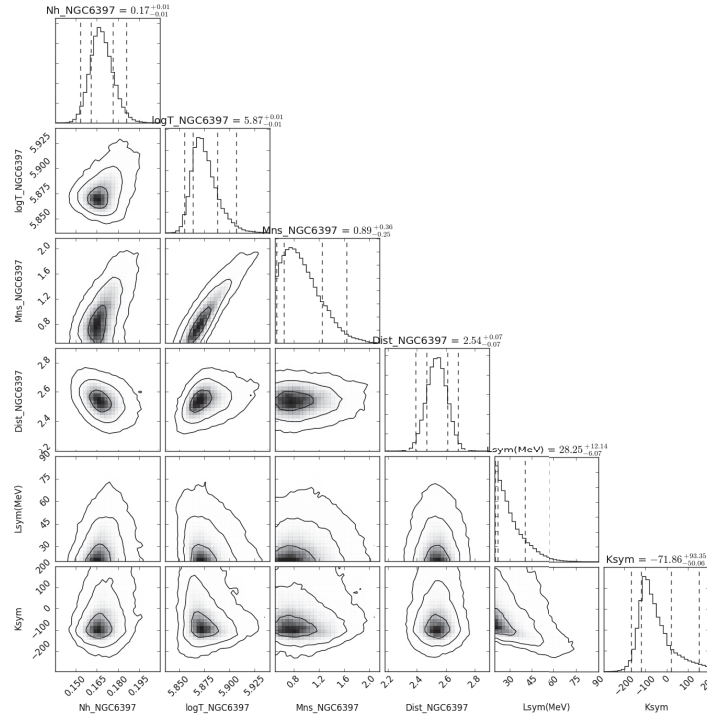 Nh_NGC6397 = 0.17^{+0.01}_{-0.01}
logT_NGC6397 = 5.87^{+0.01}_{-0.01}
5.925
5.900
5.875
5.850
logT_NGC6397
Mns_NGC6397 = 0.89^{+0.36}_{-0.25}
2.0
1.6
1.2
0.8
Mns_NGC6397
Dist_NGC6397 = 2.54^{+0.07}_{-0.07}
2.8
2.6
2.4
Dist_NGC6397
Lsym(MeV) = 28.25^{+12.14}_{-6.07}
90
75
60
45
30
Lsym(MeV)
Ksym = −71.86^{+93.35}_{-50.06}
200
100
0
−100
−200
Ksym
0.150 0.165 0.180 0.195 5.850 5.875 5.900 5.925 0.8 1.2 1.6 2.0 2.2 2.4 2.6 2.8 30 45 60 75 90 −200 −100 0 100 200
Nh_NGC6397 logT_NGC6397 Mns_NGC6397 Dist_NGC6397 Lsym(MeV) Ksym